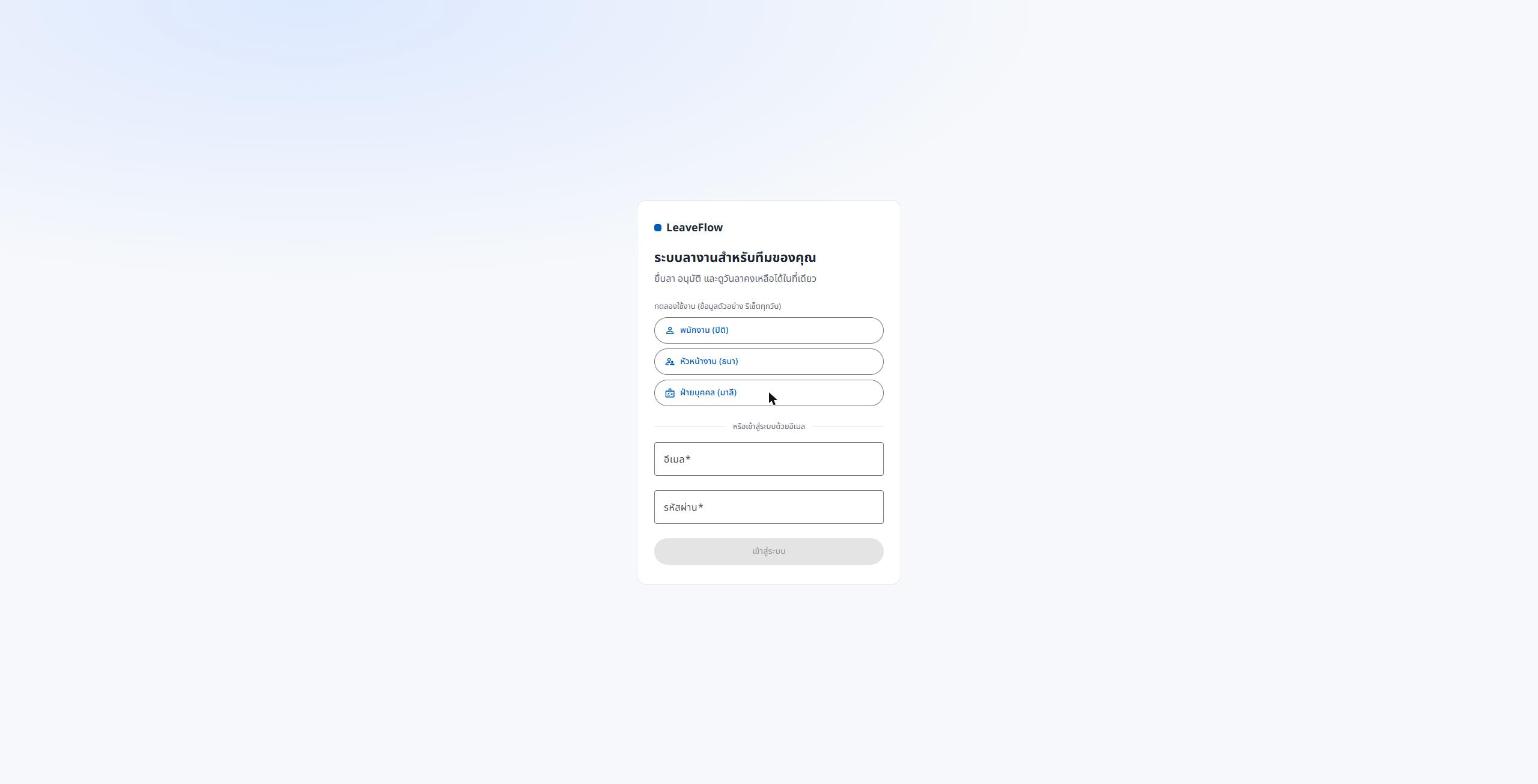 LeaveFlow
ระบบลางานสำหรับทีมของคุณ
ยื่นลา อนุมัติ และดูวันลาคงเหลือได้ในที่เดียว
กดลองใช้งาน (ข้อมูลตัวอย่าง รีเซ็ตทุกวัน)
พนักงาน (ปิติ)
หัวหน้างาน (ธนา)
ฝ่ายบุคคล (มาลี)
หรือเข้าสู่ระบบด้วยอีเมล
อีเมล*
รหัสผ่าน*
เข้าสู่ระบบ